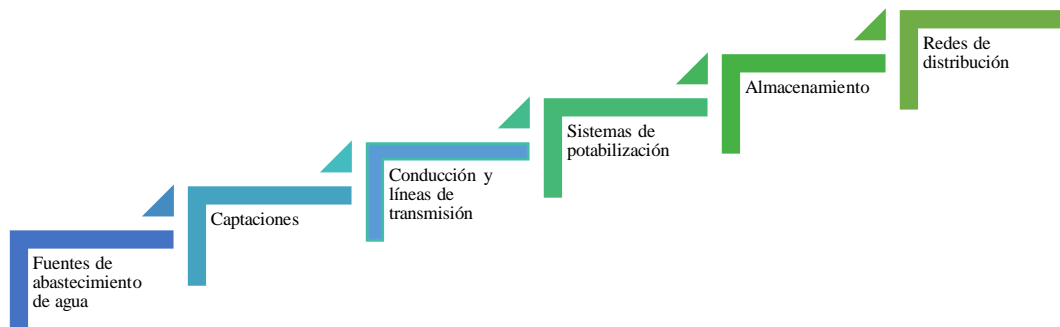 Fuentes de
abastecimiento
de agua
Captaciones
Conducción y
líneas de
transmisión
Sistemas de
potabilización
Almacenamiento
Redes de
distribución